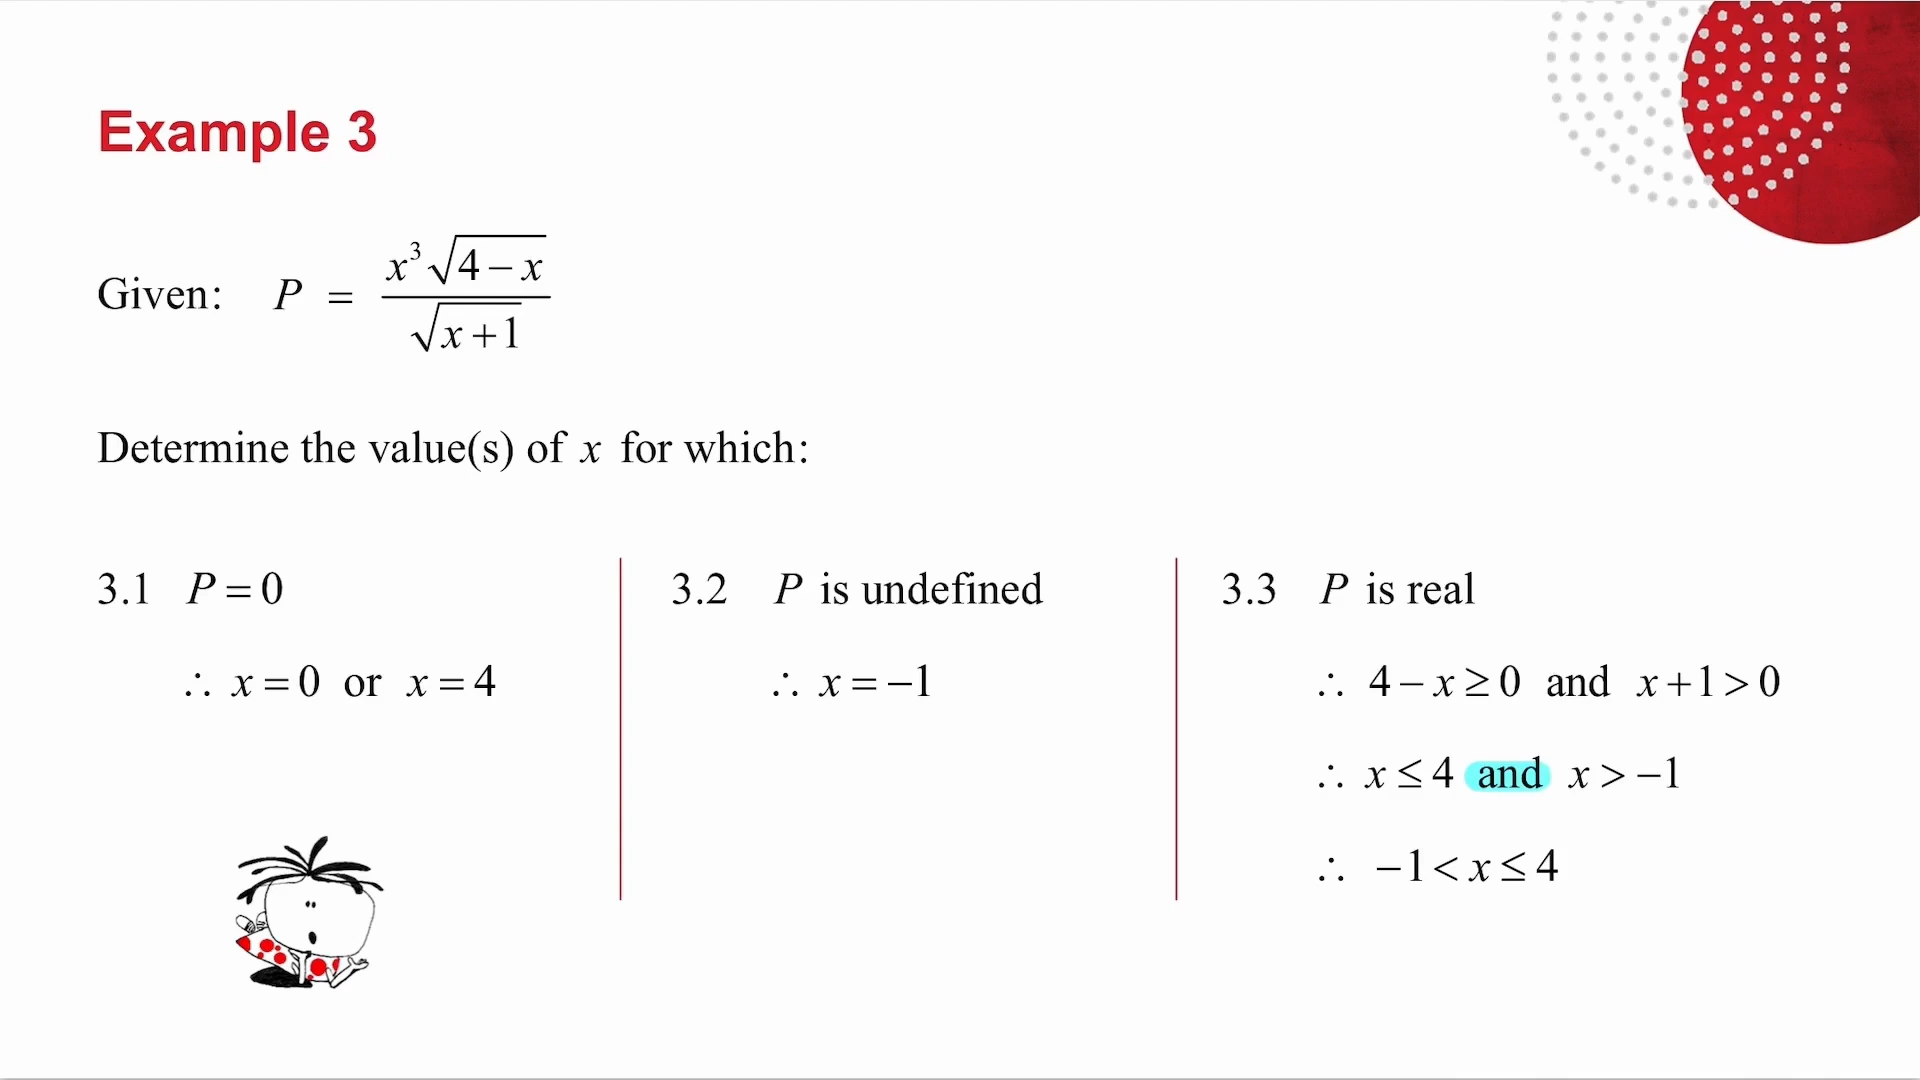 Example 3
Given: P = x³√(4 − x) / √(x + 1)
Determine the value(s) of x for which:
3.1 P = 0
∴ x = 0 or x = 4
3.2 P is undefined
∴ x = −1
3.3 P is real
∴ 4 − x ≥ 0 and x + 1 > 0
∴ x ≤ 4 and x > −1
∴ −1 < x ≤ 4